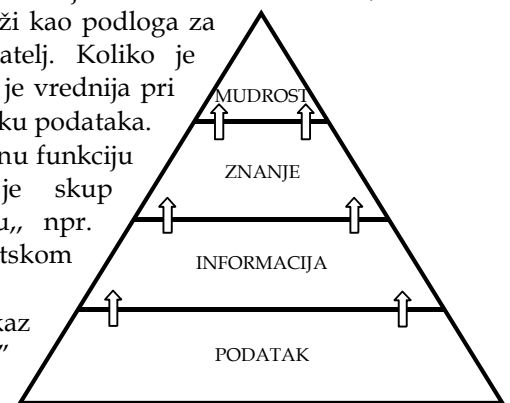 ži kao podloga za
atelj. Koliko je
je vrednija pri
ku podataka.
nu funkciju
je skup
u„ npr.
tskom
kaz
”
MUDROST
ZNANJE
INFORMACIJA
PODATAK